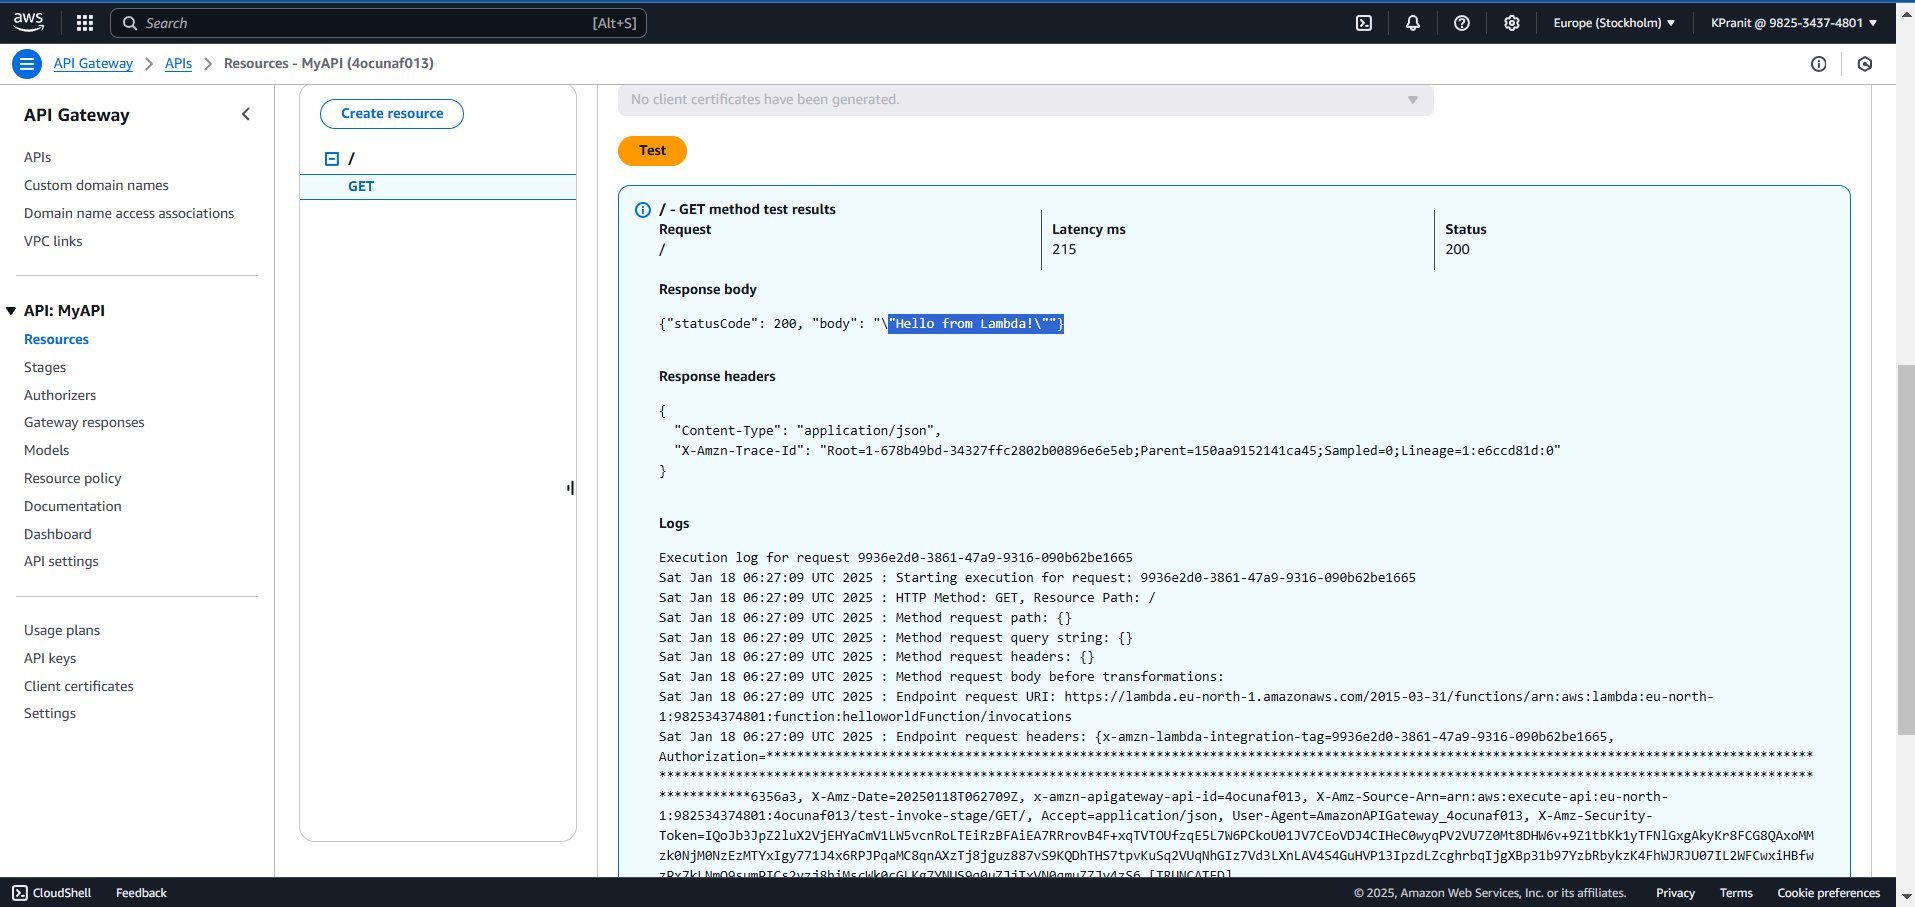 aws
Search
[Alt+S]
Europe (Stockholm)
KPranit @ 9825-3437-4801
API Gateway
APIs
Resources - MyAPI (4ocunaf013)
API Gateway
APIs
Custom domain names
Domain name access associations
VPC links
API: MyAPI
Resources
Stages
Authorizers
Gateway responses
Models
Resource policy
Documentation
Dashboard
API settings
Usage plans
API keys
Client certificates
Settings
Create resource
/
GET
No client certificates have been generated.
Test
/ - GET method test results
Request
/
Latency ms
215
Status
200
Response body
{"statusCode": 200, "body": "\"Hello from Lambda!\""}
Response headers
{
"Content-Type": "application/json",
"X-Amzn-Trace-Id": "Root=1-678b49bd-34327ffc2802b00896e6e5eb;Parent=150aa9152141ca45;Sampled=0;Lineage=1:e6ccd81d:0"
}
Logs
Execution log for request 9936e2d0-3861-47a9-9316-090b62be1665
Sat Jan 18 06:27:09 UTC 2025 : Starting execution for request: 9936e2d0-3861-47a9-9316-090b62be1665
Sat Jan 18 06:27:09 UTC 2025 : HTTP Method: GET, Resource Path: /
Sat Jan 18 06:27:09 UTC 2025 : Method request path: {}
Sat Jan 18 06:27:09 UTC 2025 : Method request query string: {}
Sat Jan 18 06:27:09 UTC 2025 : Method request headers: {}
Sat Jan 18 06:27:09 UTC 2025 : Method request body before transformations:
Sat Jan 18 06:27:09 UTC 2025 : Endpoint request URI: https://lambda.eu-north-1.amazonaws.com/2015-03-31/functions/arn:aws:lambda:eu-north-
1:982534374801:function:helloworldFunction/invocations
Sat Jan 18 06:27:09 UTC 2025 : Endpoint request headers: {x-amzn-lambda-integration-tag=9936e2d0-3861-47a9-9316-090b62be1665,
Authorization=*****************************************************************************************************************************************
*******************************************************************************************************************************************************
************6356a3, X-Amz-Date=20250118T062709Z, x-amzn-apigateway-api-id=4ocunaf013, X-Amz-Source-Arn=arn:aws:execute-api:eu-north-
1:982534374801:4ocunaf013/test-invoke-stage/GET/, Accept=application/json, User-Agent=AmazonAPIGateway_4ocunaf013, X-Amz-Security-
[TRUNCATED]
CloudShell
Feedback
© 2025, Amazon Web Services, Inc. or its affiliates.
Privacy
Terms
Cookie preferences